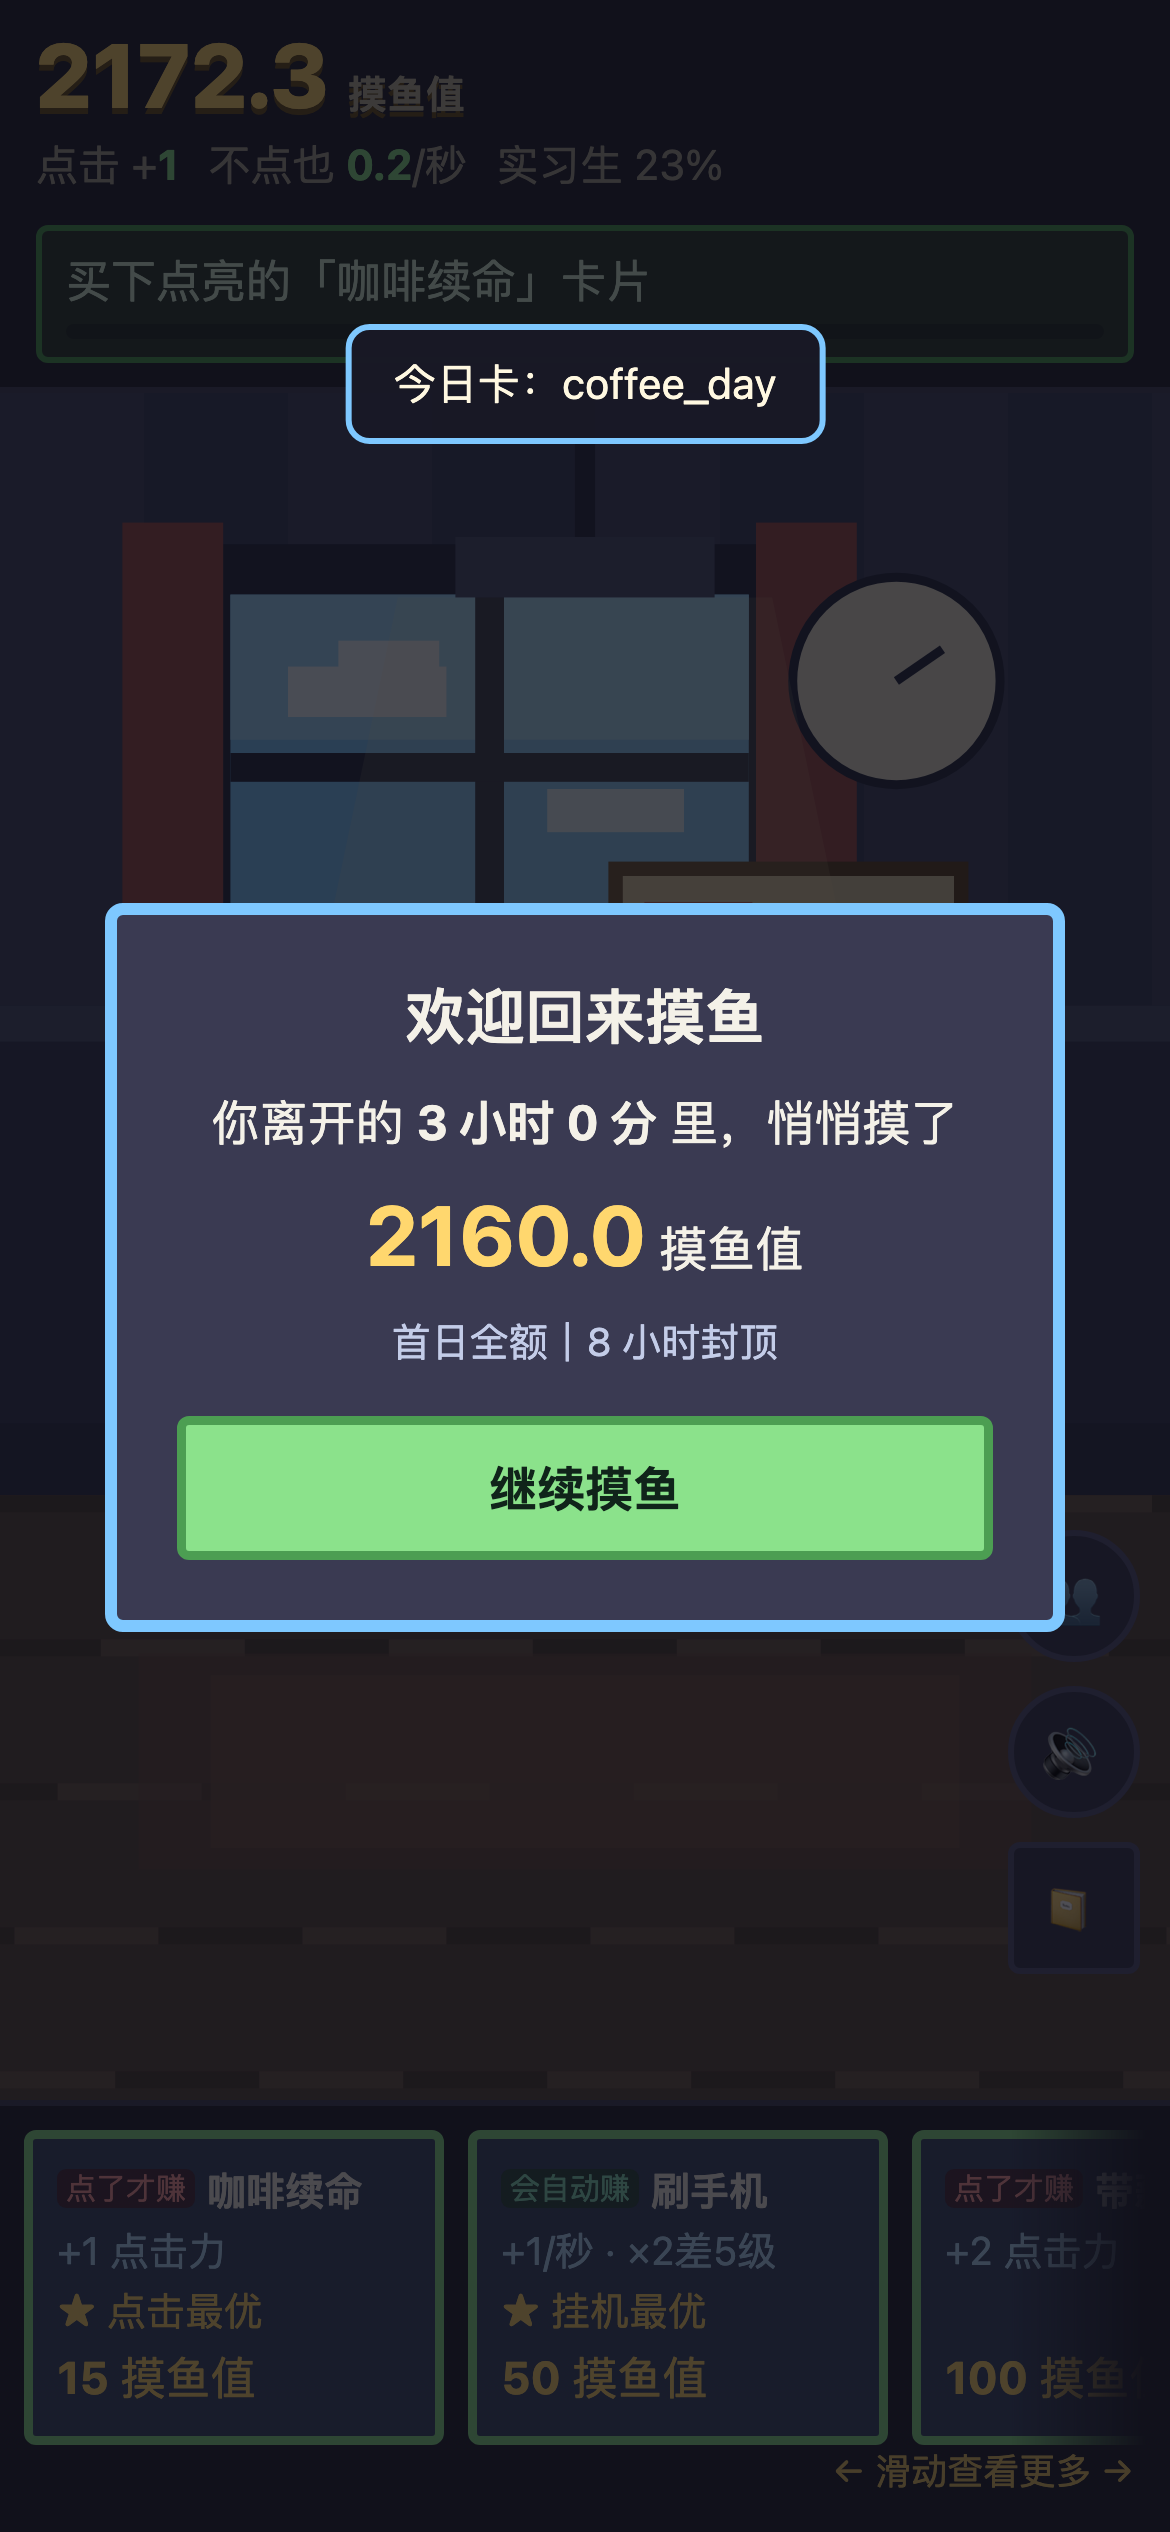 2172.3 摸鱼值
点击 +1 不点也 0.2/秒 实习生 23%
买下点亮的「咖啡续命」卡片
今日卡：coffee_day
欢迎回来摸鱼
你离开的 3 小时 0 分 里，悄悄摸了
2160.0 摸鱼值
首日全额｜8 小时封顶
继续摸鱼
点了才赚 咖啡续命
+1 点击力
★ 点击最优
15 摸鱼值
会自动赚 刷手机
+1/秒 · ×2差5级
★ 挂机最优
50 摸鱼值
点了才赚 带
+2 点击力
100 摸鱼
← 滑动查看更多 →